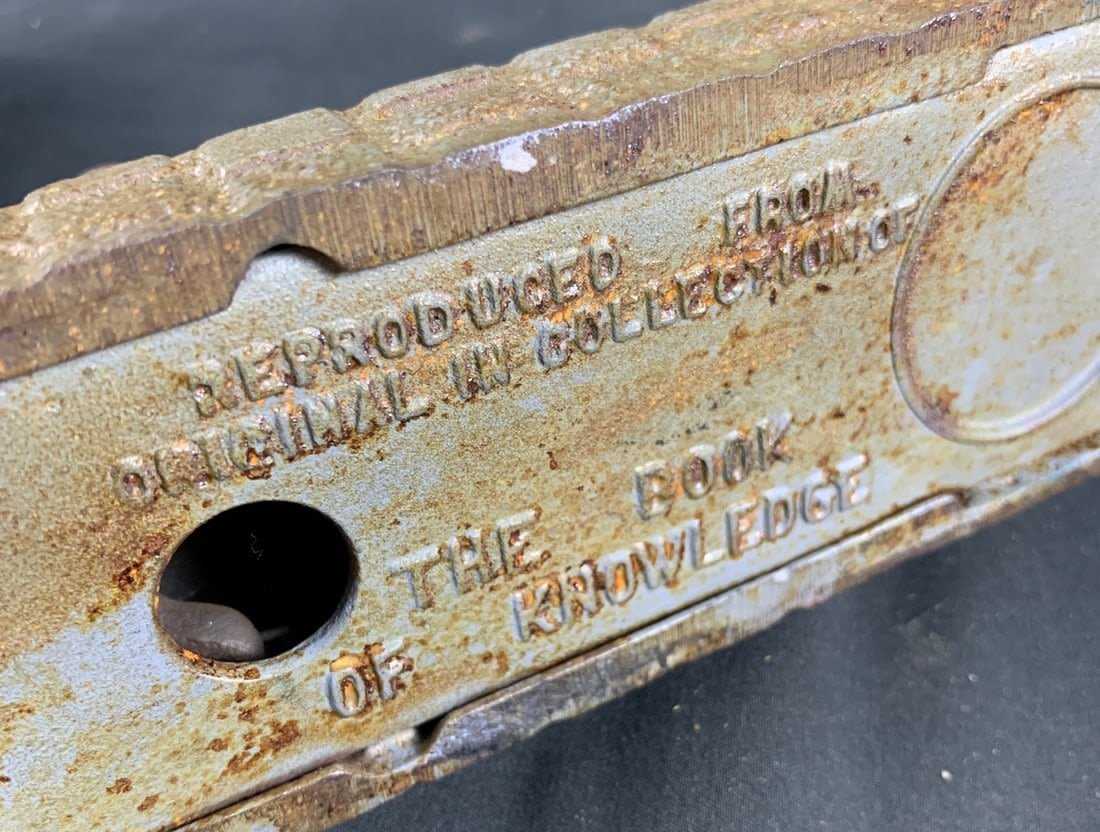 REPRODUCED FROM
ORIGINAL IN COLLECTION OF
THE BOOK
OF KNOWLEDGE